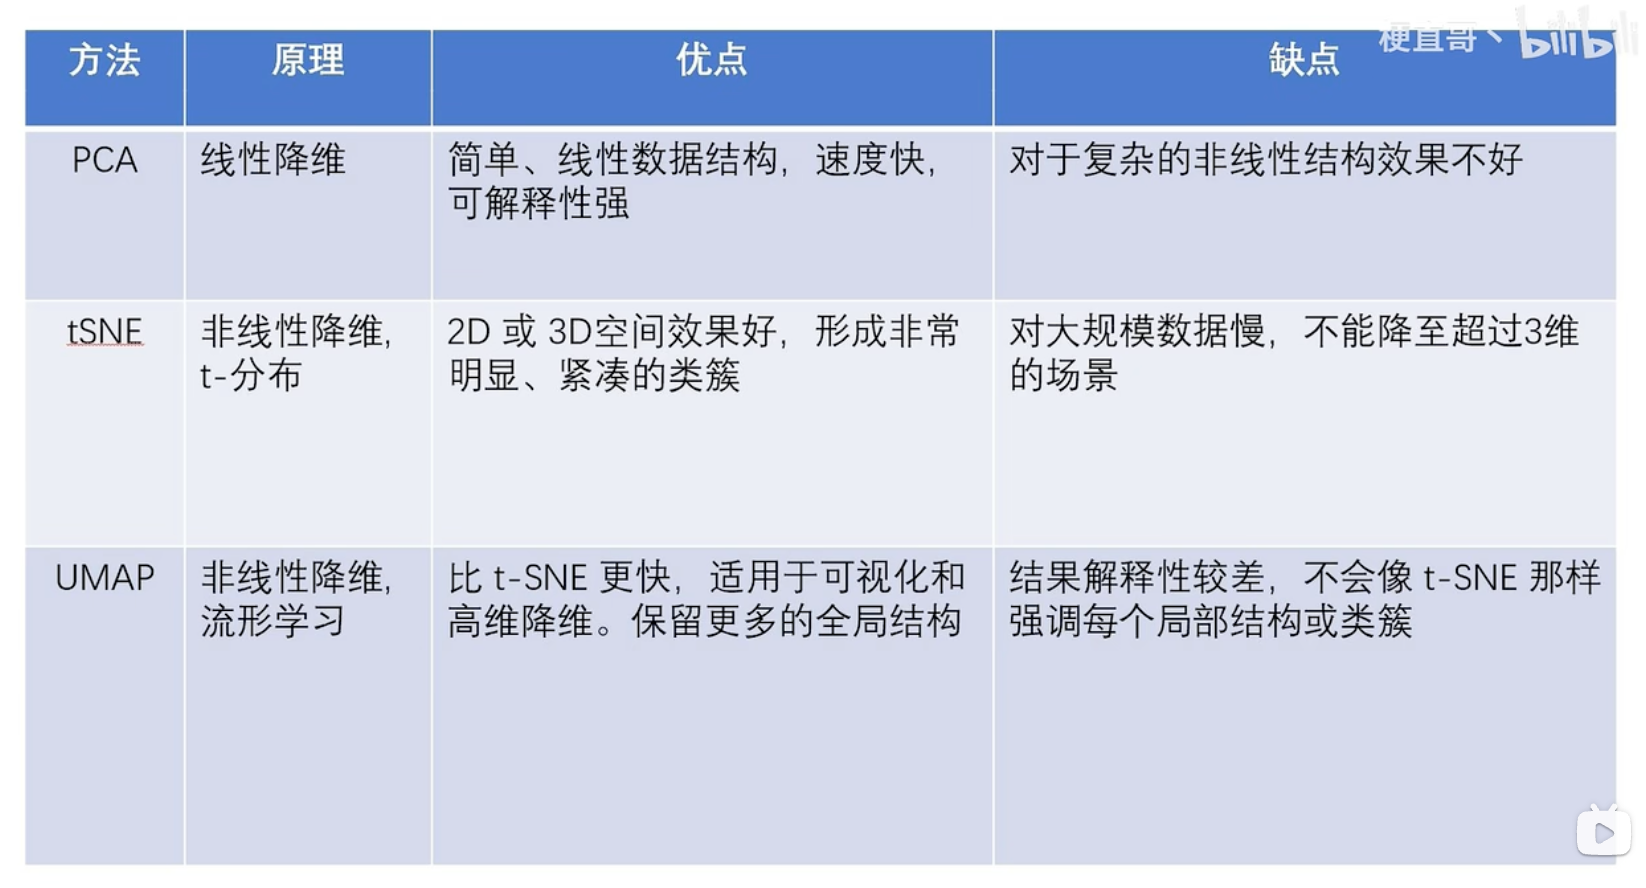 梗直哥丶 bilibili
方法 原理 优点 缺点
PCA
线性降维
简单、线性数据结构，速度快，
可解释性强
对于复杂的非线性结构效果不好
tSNE
非线性降维,
t-分布
2D 或 3D空间效果好，形成非常
明显、紧凑的类簇
对大规模数据慢，不能降至超过3维
的场景
UMAP
非线性降维,
流形学习
比 t-SNE 更快，适用于可视化和
高维降维。保留更多的全局结构
结果解释性较差，不会像 t-SNE 那样
强调每个局部结构或类簇